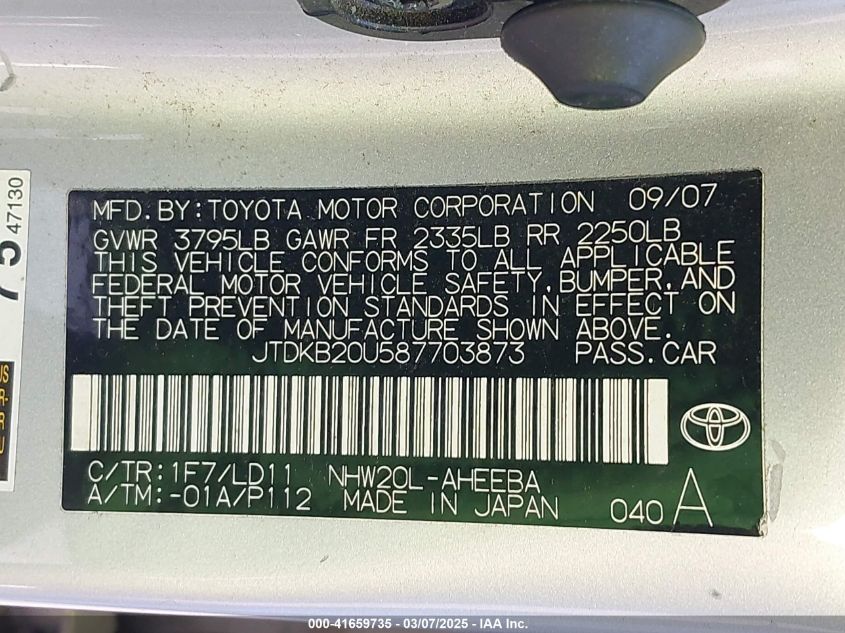 47130
75
MFD.BY:TOYOTA MOTOR CORPORATION 09/07
GVWR 3795LB GAWR FR 2335LB RR 2250LB
THIS VEHICLE CONFORMS TO ALL APPLICABLE
FEDERAL MOTOR VEHICLE SAFETY,BUMPER,AND
THEFT PREVENTION STANDARDS IN EFFECT ON
THE DATE OF MANUFACTURE SHOWN ABOVE.
JTDKB20U587703873 PASS.CAR
C/TR:1F7/LD11 NHW20L-AHEEBA
A/TM:-01A/P112 MADE IN JAPAN 040 A
000-41659735 - 03/07/2025 - IAA Inc.